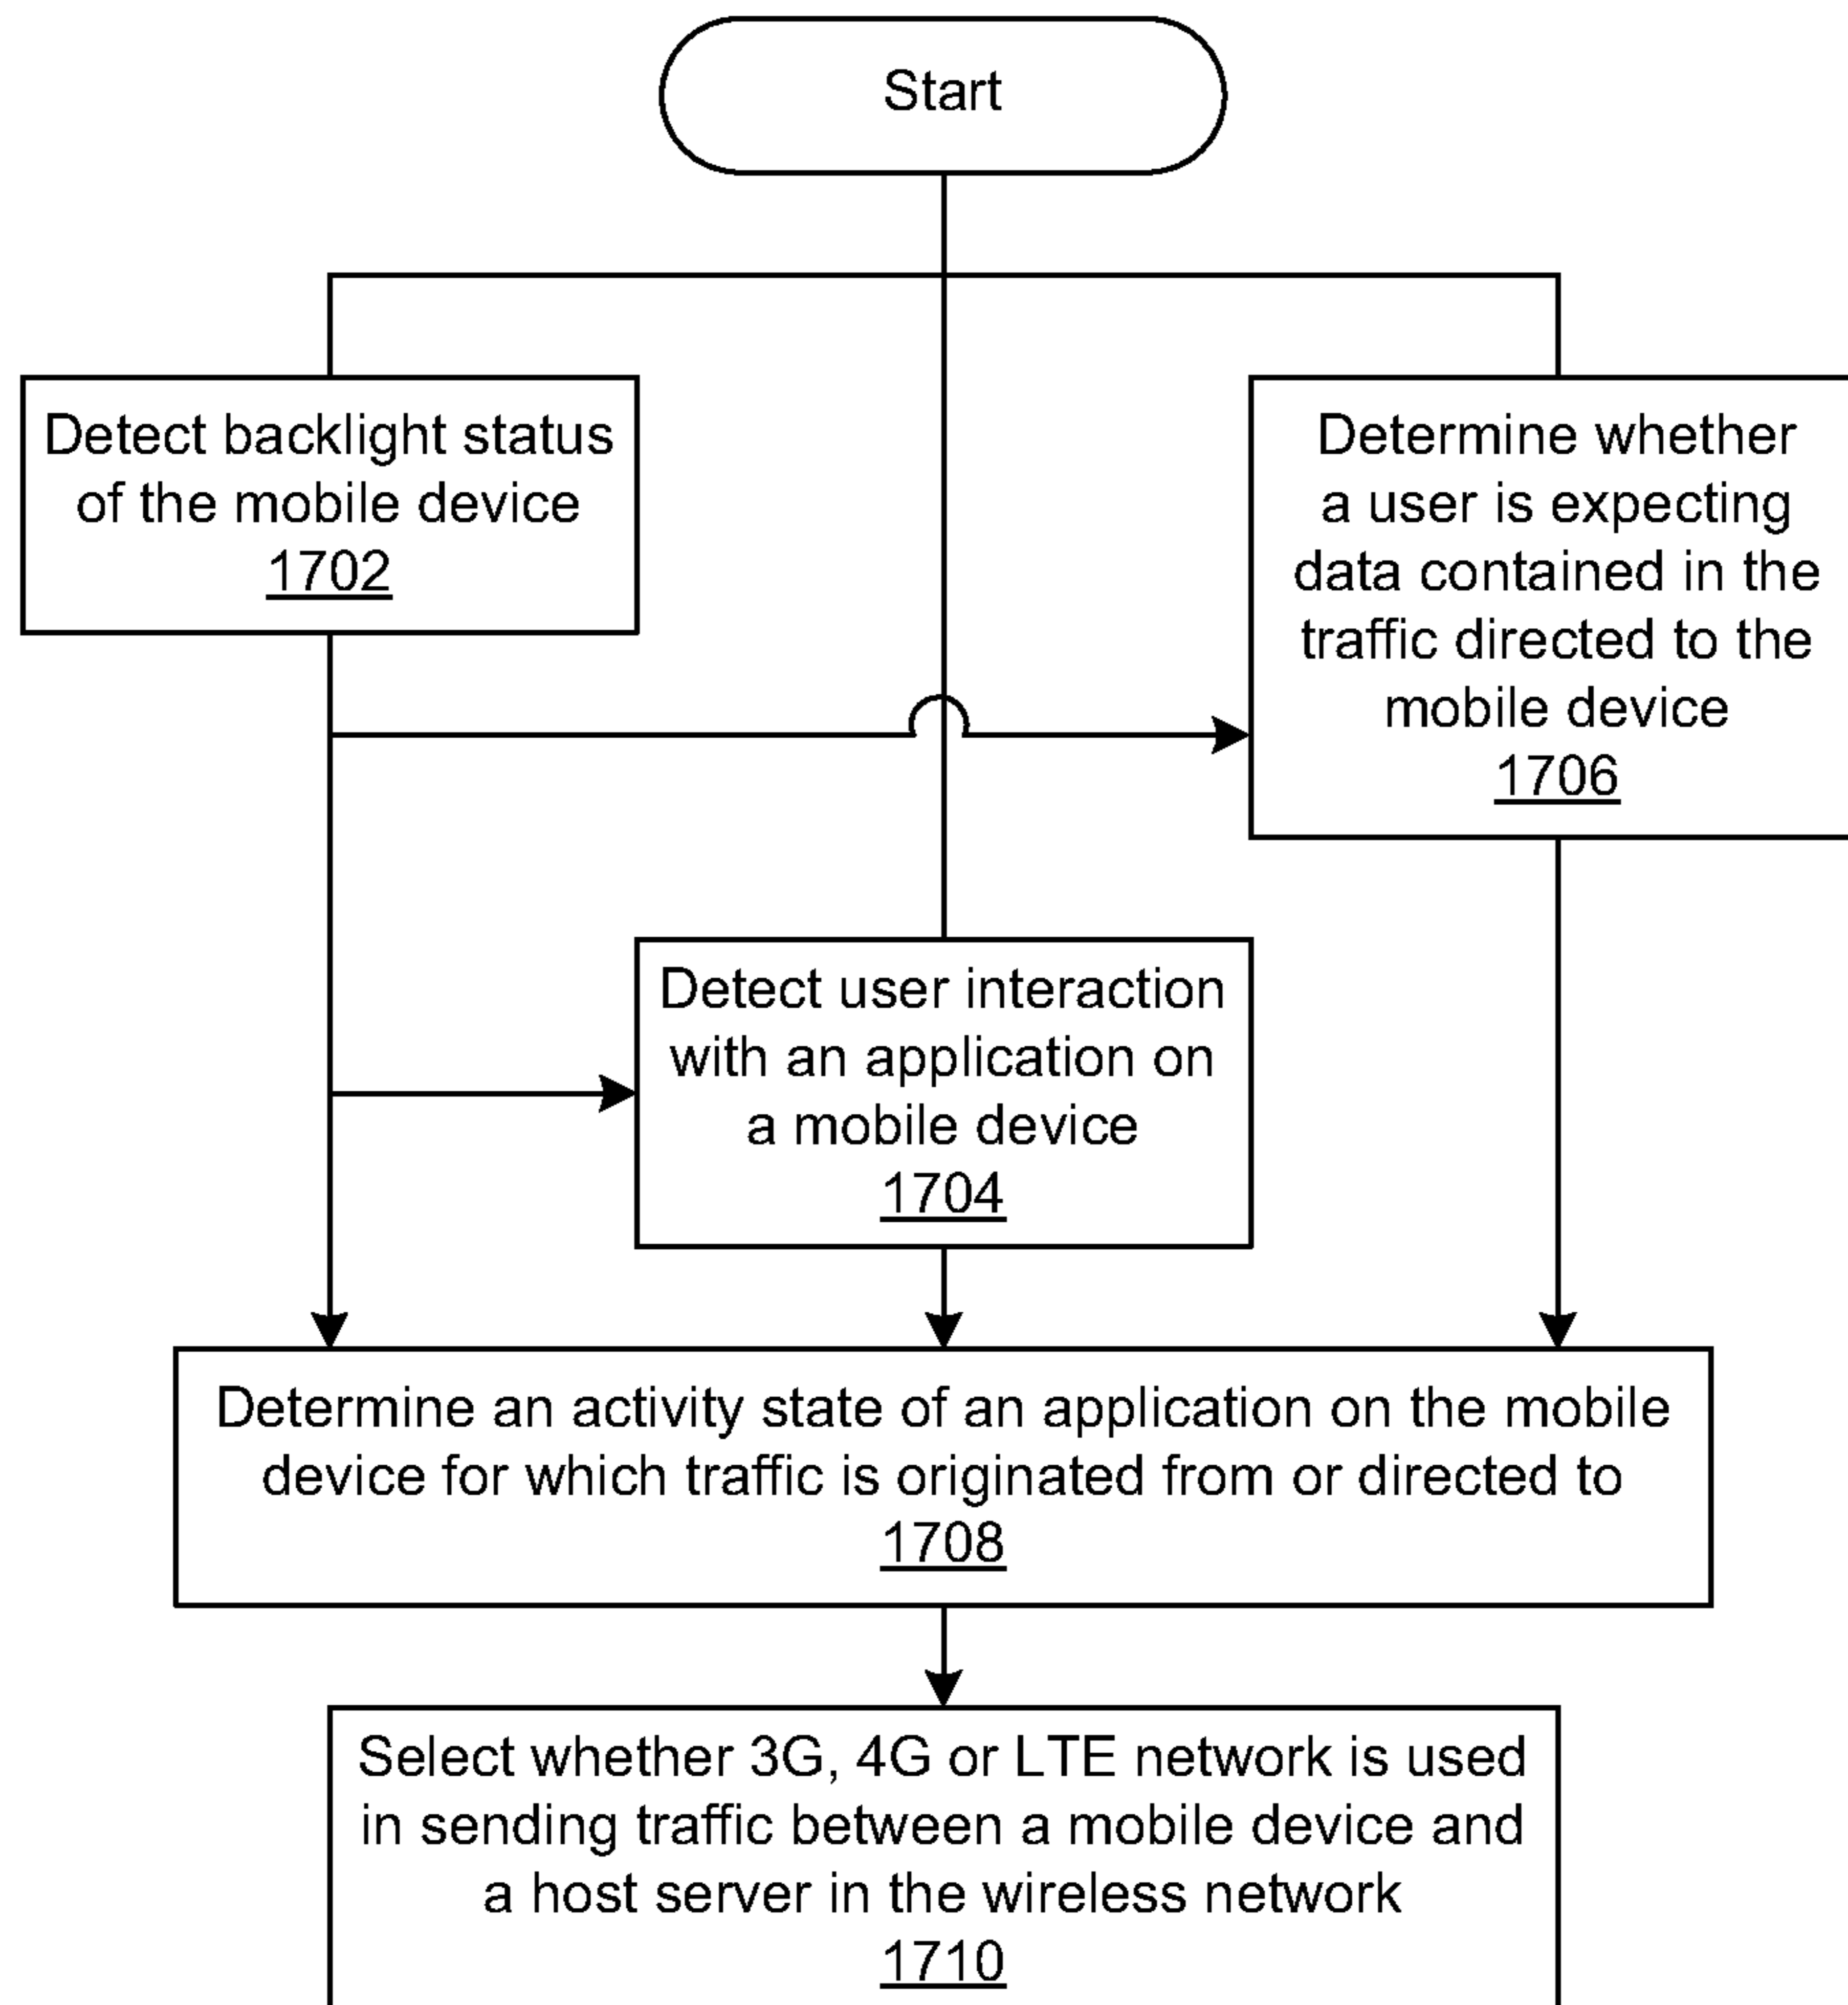 Start
Detect backlight status
of the mobile device
1702
Determine whether
a user is expecting
data contained in the
traffic directed to the
mobile device
1706
Detect user interaction
with an application on
a mobile device
1704
Determine an activity state of an application on the mobile
device for which traffic is originated from or directed to
1708
Select whether 3G, 4G or LTE network is used
in sending traffic between a mobile device and
a host server in the wireless network
1710